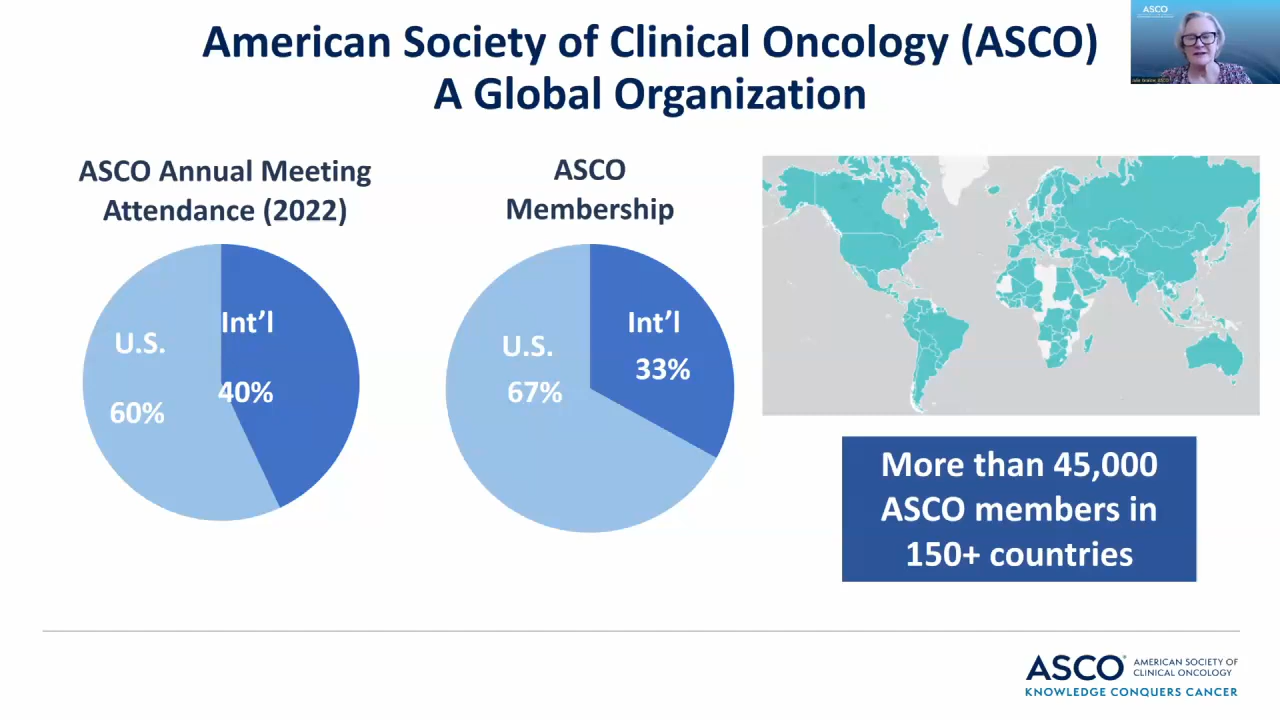 American Society of Clinical Oncology (ASCO)
A Global Organization
ASCO
ASCO Annual Meeting
Attendance (2022)
U.S.
60%
Int’l
40%
ASCO
Membership
U.S.
67%
Int’l
33%
More than 45,000
ASCO members in
150+ countries
ASCO® AMERICAN SOCIETY OF
CLINICAL ONCOLOGY
KNOWLEDGE CONQUERS CANCER